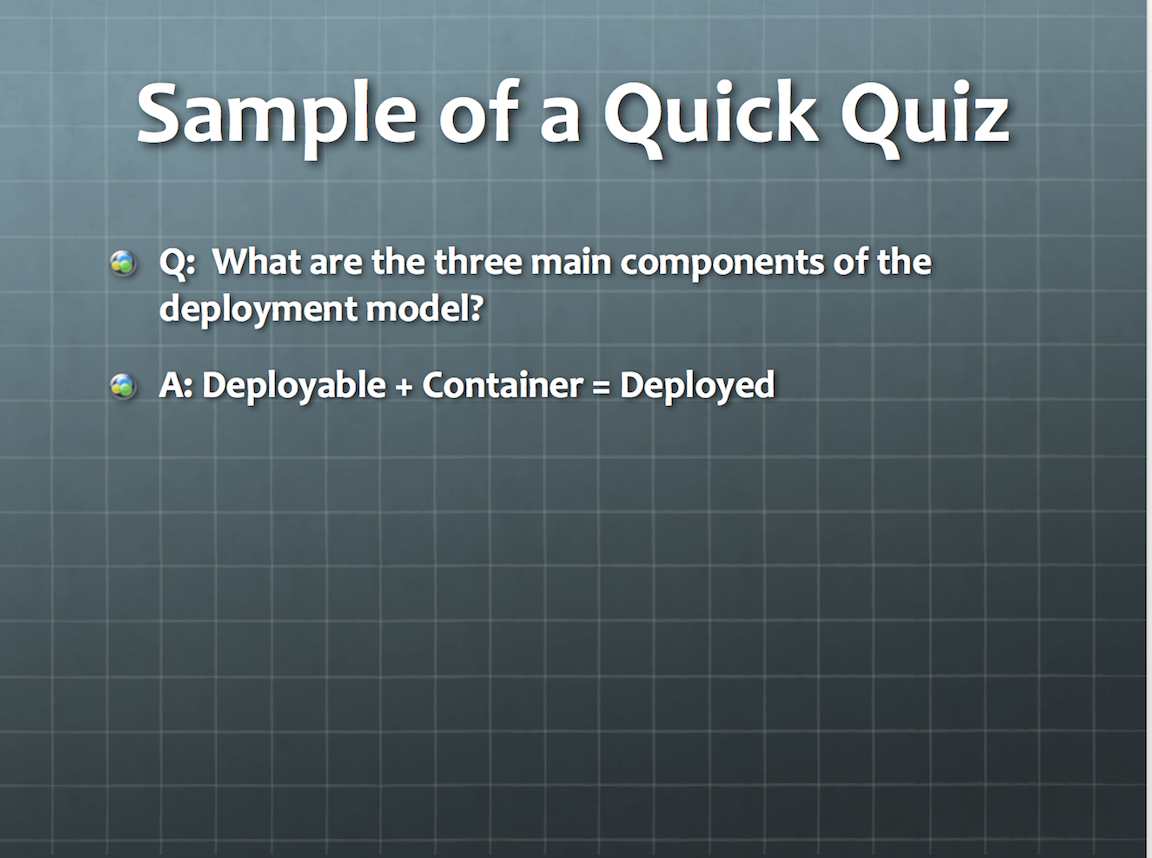 Sample of a Quick Quiz
Q:  What are the three main components of the
deployment model?
A: Deployable + Container = Deployed